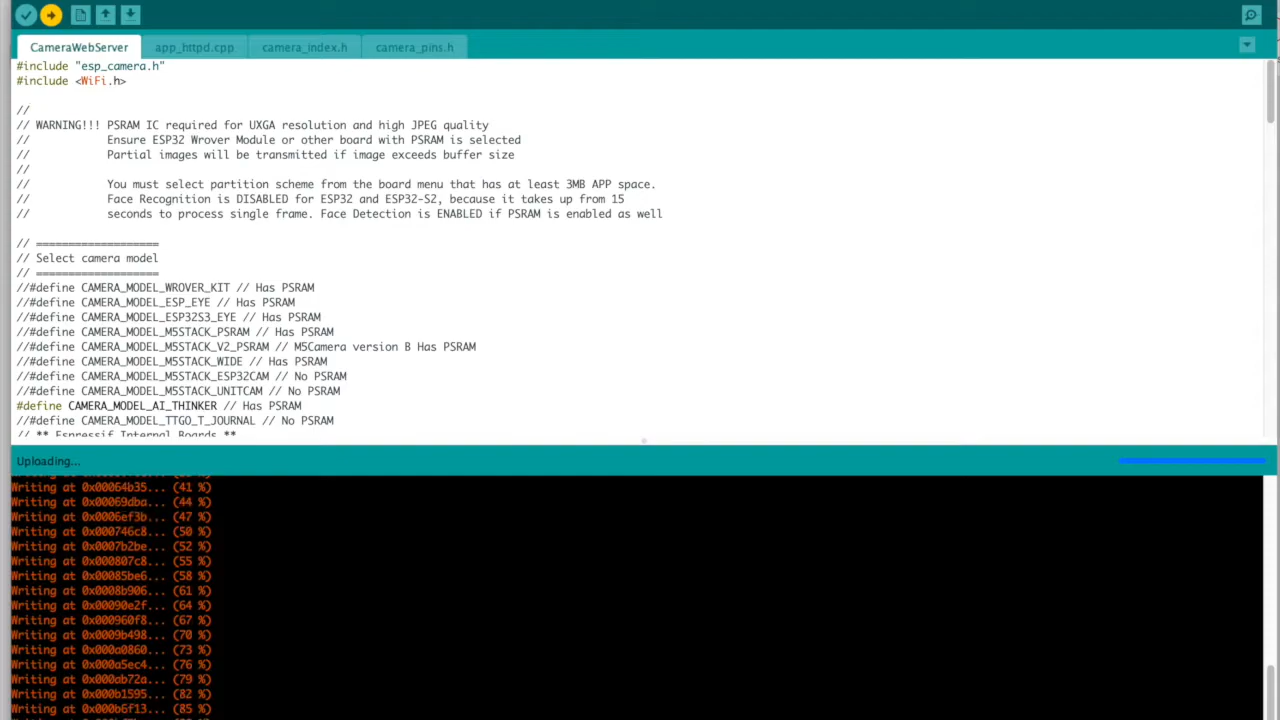 CameraWebServer app_httpd.cpp camera_index.h camera_pins.h
#include "esp_camera.h"
#include <WiFi.h>
//
// WARNING!!! PSRAM IC required for UXGA resolution and high JPEG quality
//            Ensure ESP32 Wrover Module or other board with PSRAM is selected
//            Partial images will be transmitted if image exceeds buffer size
//
//            You must select partition scheme from the board menu that has at least 3MB APP space.
//            Face Recognition is DISABLED for ESP32 and ESP32-S2, because it takes up from 15
//            seconds to process single frame. Face Detection is ENABLED if PSRAM is enabled as well
// ===================
// Select camera model
// ===================
//#define CAMERA_MODEL_WROVER_KIT // Has PSRAM
//#define CAMERA_MODEL_ESP_EYE // Has PSRAM
//#define CAMERA_MODEL_ESP32S3_EYE // Has PSRAM
//#define CAMERA_MODEL_M5STACK_PSRAM // Has PSRAM
//#define CAMERA_MODEL_M5STACK_V2_PSRAM // M5Camera version B Has PSRAM
//#define CAMERA_MODEL_M5STACK_WIDE // Has PSRAM
//#define CAMERA_MODEL_M5STACK_ESP32CAM // No PSRAM
//#define CAMERA_MODEL_M5STACK_UNITCAM // No PSRAM
#define CAMERA_MODEL_AI_THINKER // Has PSRAM
//#define CAMERA_MODEL_TTGO_T_JOURNAL // No PSRAM
// ** Espressif Internal Boards **
Uploading...
Writing at 0x00064b35... (41 %)
Writing at 0x00069dba... (44 %)
Writing at 0x0006ef3b... (47 %)
Writing at 0x000746c8... (50 %)
Writing at 0x0007b2be... (52 %)
Writing at 0x000807c8... (55 %)
Writing at 0x00085be6... (58 %)
Writing at 0x0008b906... (61 %)
Writing at 0x00090e2f... (64 %)
Writing at 0x000960f8... (67 %)
Writing at 0x0009b498... (70 %)
Writing at 0x000a0860... (73 %)
Writing at 0x000a5ec4... (76 %)
Writing at 0x000ab72a... (79 %)
Writing at 0x000b1595... (82 %)
Writing at 0x000b6f13... (85 %)